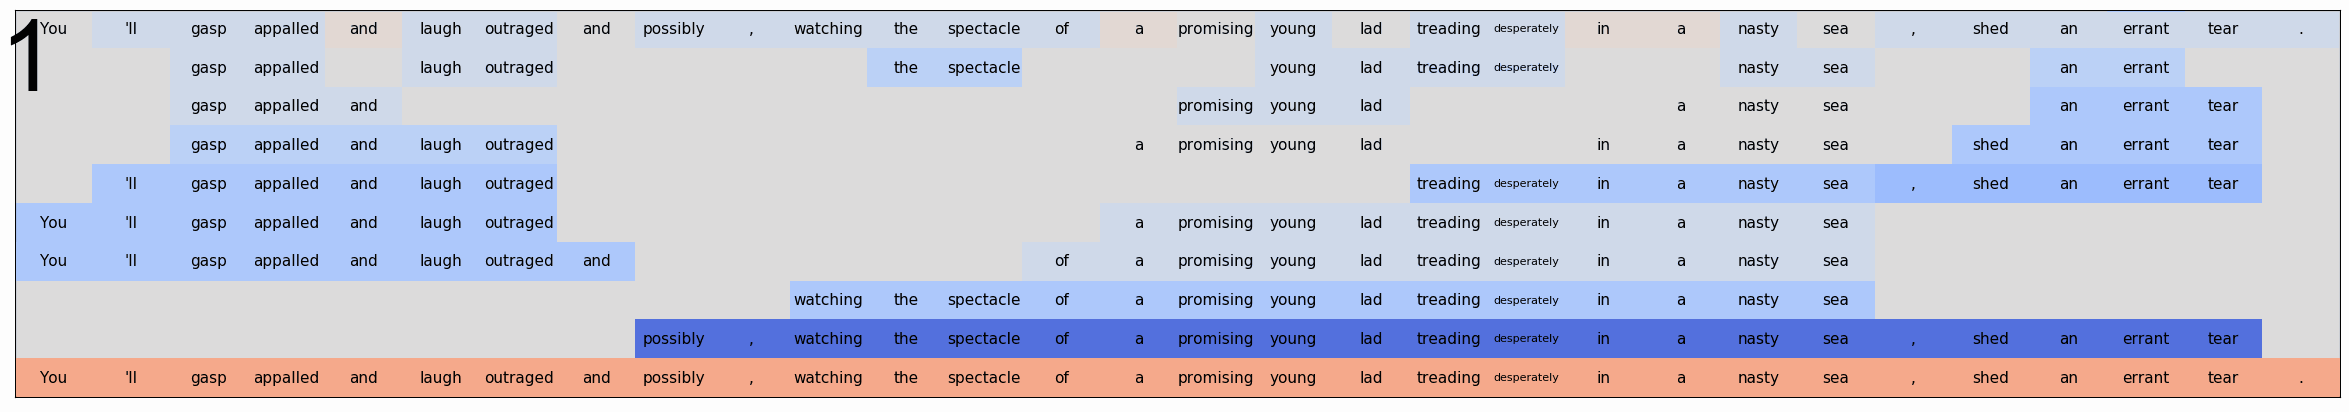 1
You 'll gasp appalled and laugh outraged and possibly , watching the spectacle of a promising young lad treading desperately in a nasty sea , shed an errant tear .
gasp appalled laugh outraged the spectacle young lad treading desperately nasty sea an errant
gasp appalled and promising young lad a nasty sea an errant tear
gasp appalled and laugh outraged a promising young lad in a nasty sea shed an errant tear
'll gasp appalled and laugh outraged treading desperately in a nasty sea , shed an errant tear
You 'll gasp appalled and laugh outraged a promising young lad treading desperately in a nasty sea
You 'll gasp appalled and laugh outraged and of a promising young lad treading desperately in a nasty sea
watching the spectacle of a promising young lad treading desperately in a nasty sea
possibly , watching the spectacle of a promising young lad treading desperately in a nasty sea , shed an errant tear
You 'll gasp appalled and laugh outraged and possibly , watching the spectacle of a promising young lad treading desperately in a nasty sea , shed an errant tear .